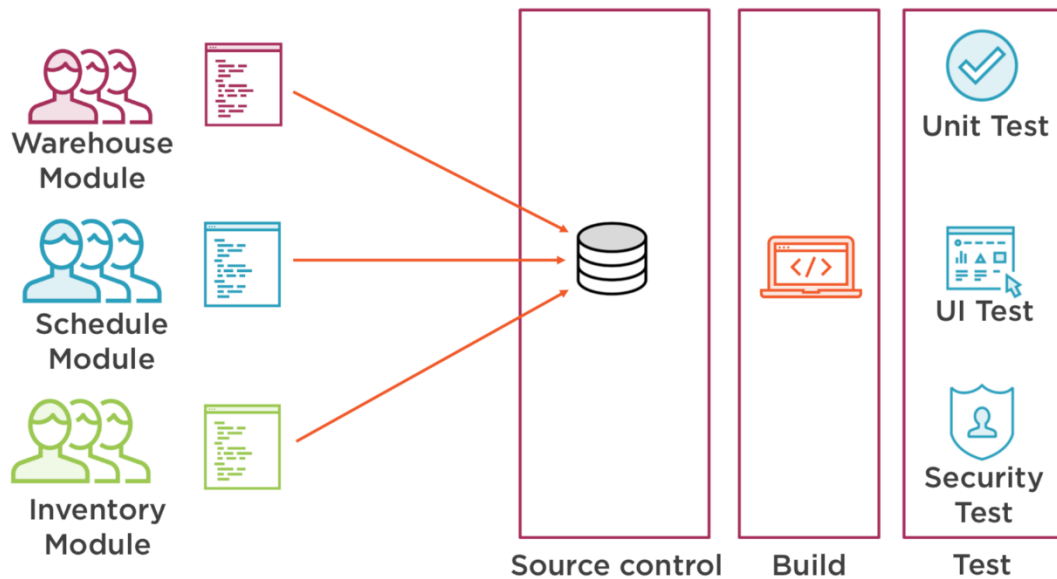 Warehouse
Module
Schedule
Module
Inventory
Module
</>
Unit Test
UI Test
Security
Test
Source control
Build
Test